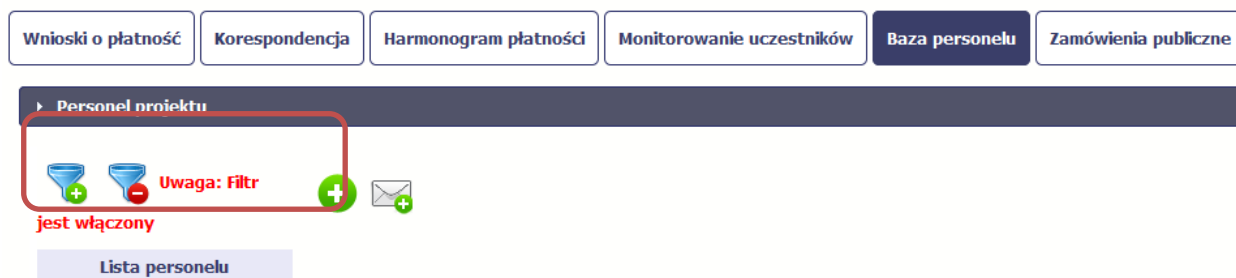 Wnioski o płatność Korespondencja Harmonogram płatności Monitorowanie uczestników Baza personelu Zamówienia publiczne
Personel projektu
Uwaga: Filtr
jest włączony
Lista personelu